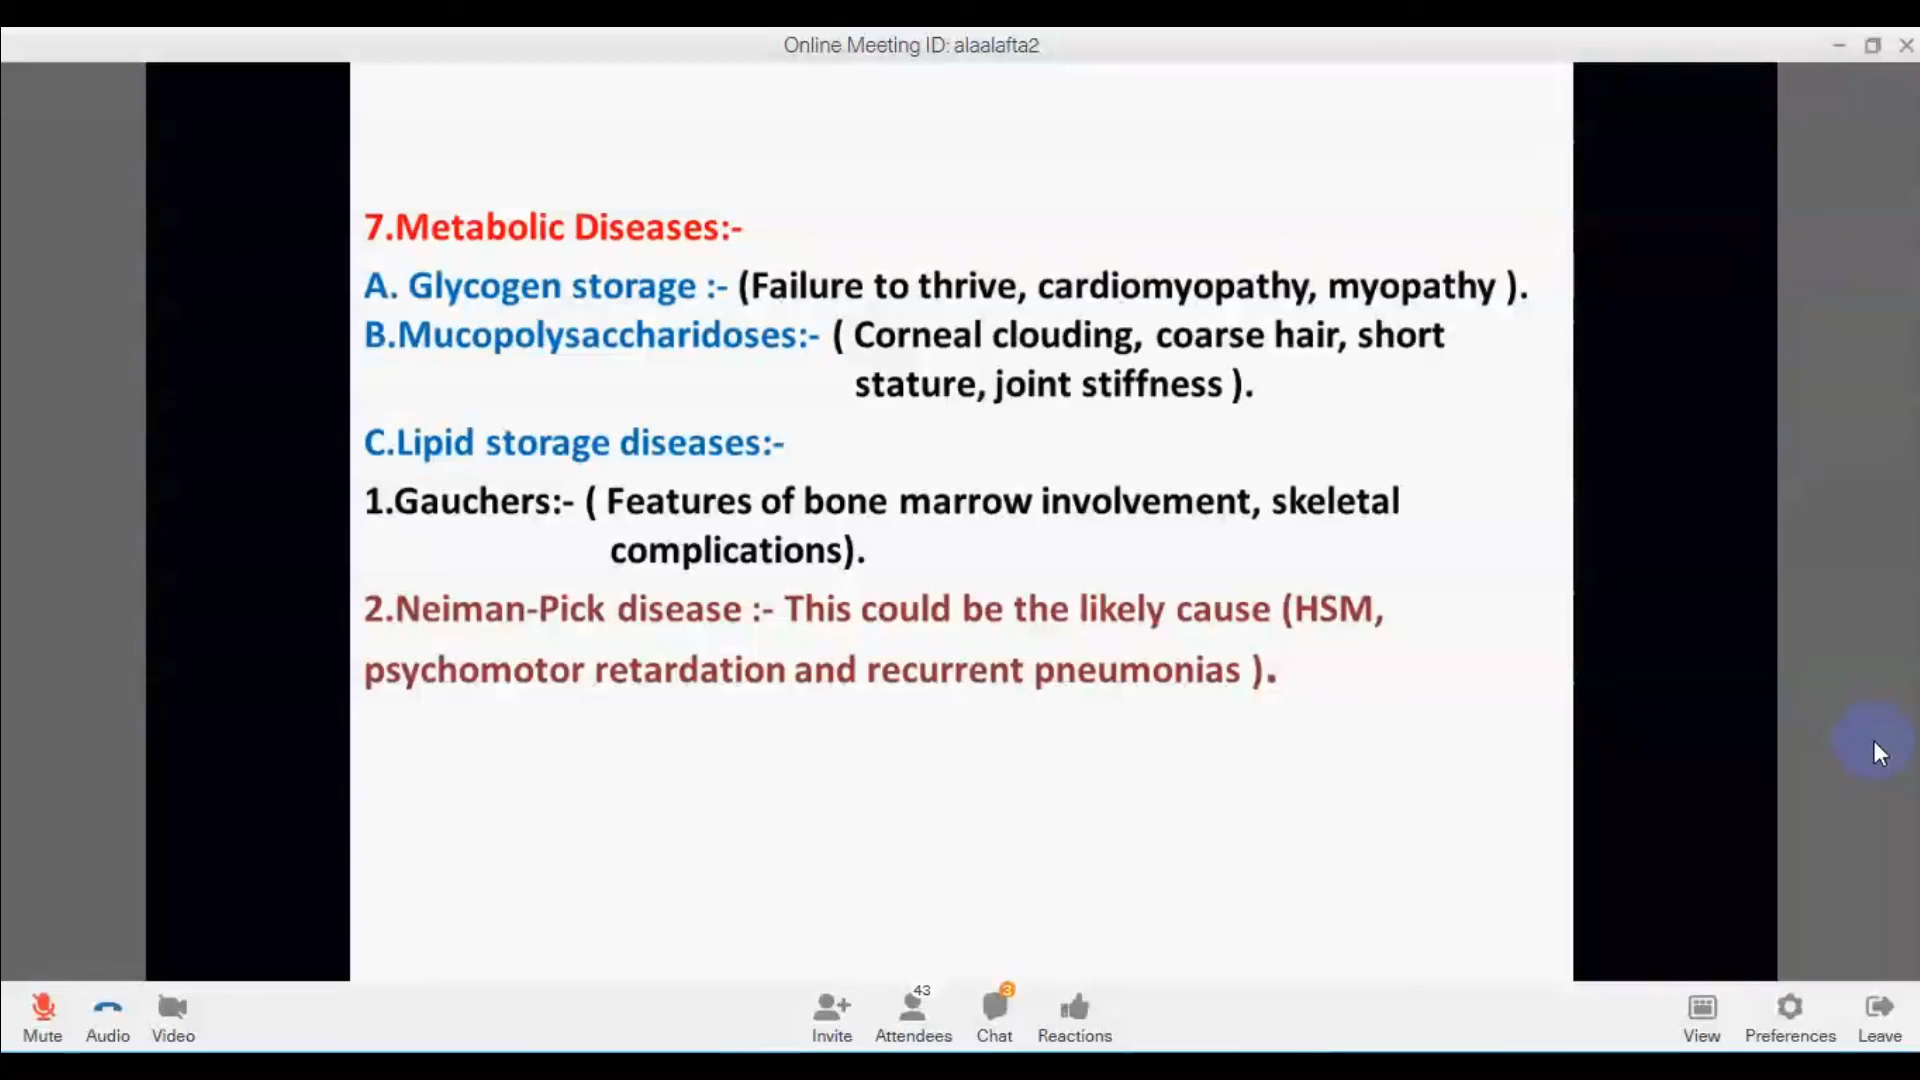 Online Meeting ID: alaalafta2
7.Metabolic Diseases:-
A. Glycogen storage :- (Failure to thrive, cardiomyopathy, myopathy ).
B.Mucopolysaccharidoses:- ( Corneal clouding, coarse hair, short
stature, joint stiffness ).
C.Lipid storage diseases:-
1.Gauchers:- ( Features of bone marrow involvement, skeletal
complications).
2.Neiman-Pick disease :- This could be the likely cause (HSM,
psychomotor retardation and recurrent pneumonias ).
43 3
Mute Audio Video Invite Attendees Chat Reactions View Preferences Leave